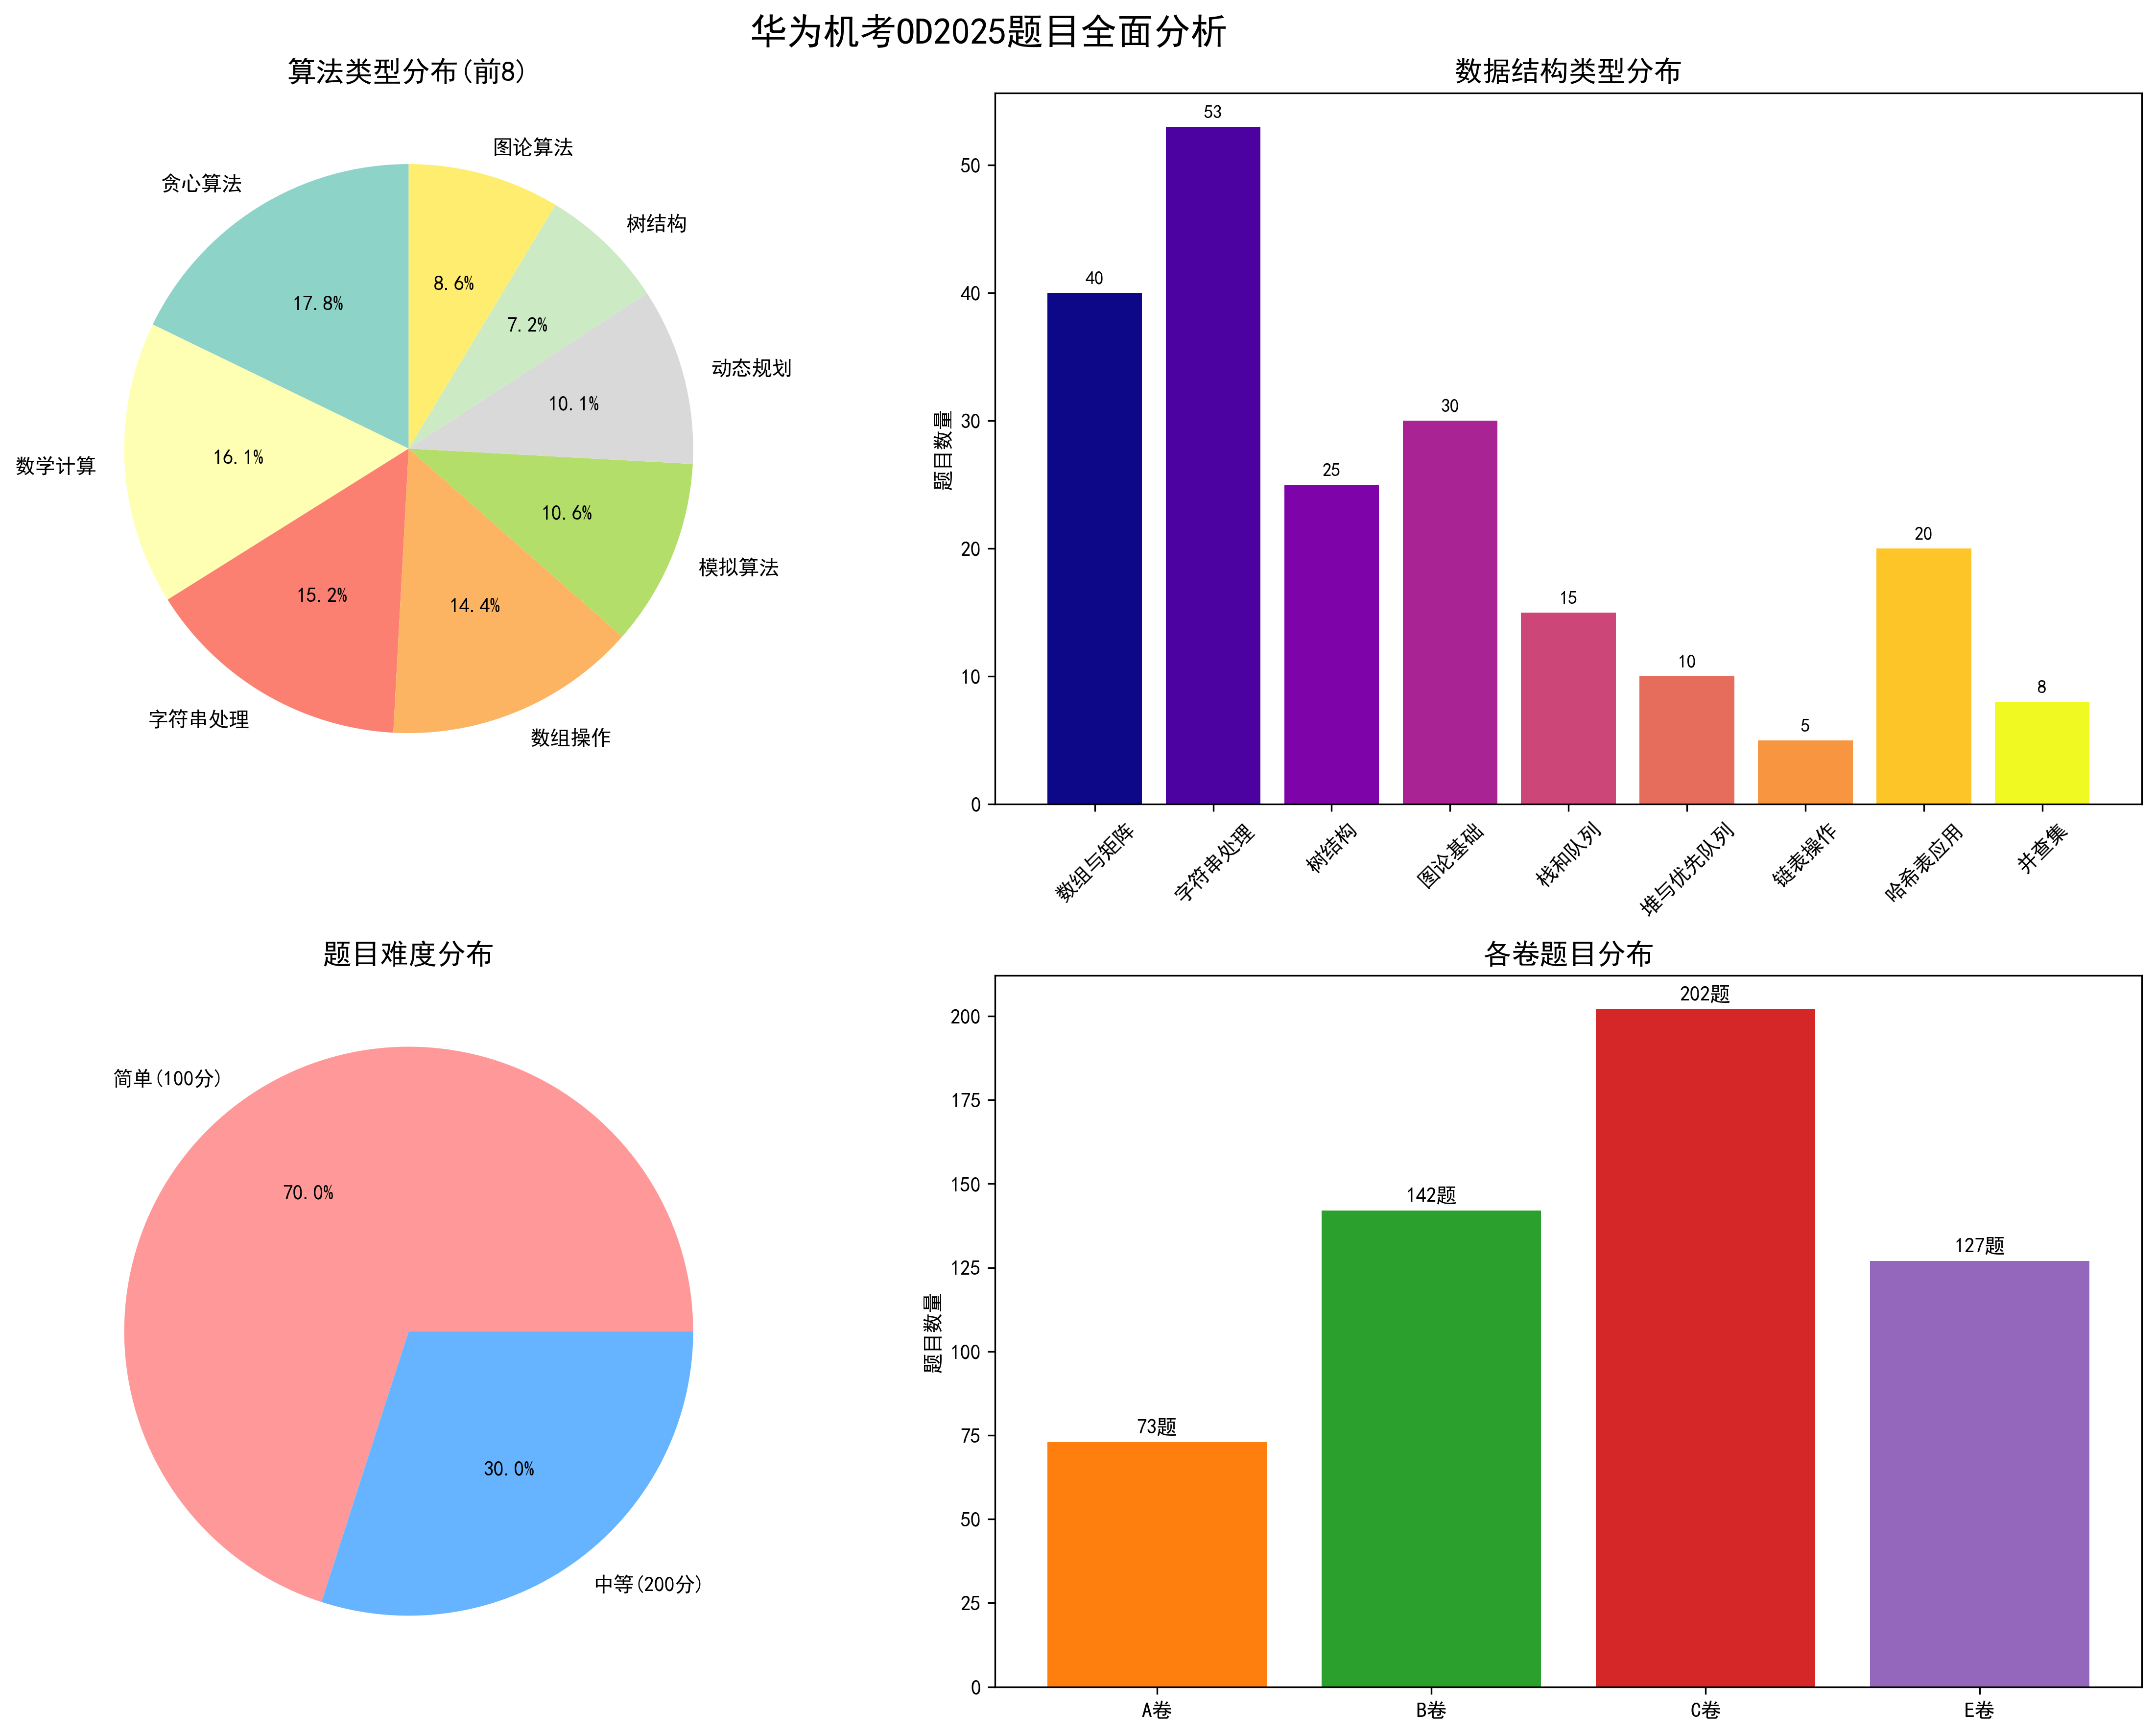 华为机考OD2025题目全面分析
算法类型分布(前8)
图论算法
贪心算法
树结构
8.6%
17.8%
7.2%
动态规划
10.1%
16.1%
数学计算
10.6%
模拟算法
15.2%
14.4%
字符串处理
数组操作
数据结构类型分布
题目数量
50
40
30
20
10
0
40
53
25
30
15
10
5
20
8
数组与矩阵
字符串处理
树结构
图论基础
栈和队列
堆与优先队列
链表操作
哈希表应用
并查集
题目难度分布
简单(100分)
70.0%
30.0%
中等(200分)
各卷题目分布
题目数量
200
175
150
125
100
75
50
25
0
73题
142题
202题
127题
A卷
B卷
C卷
E卷